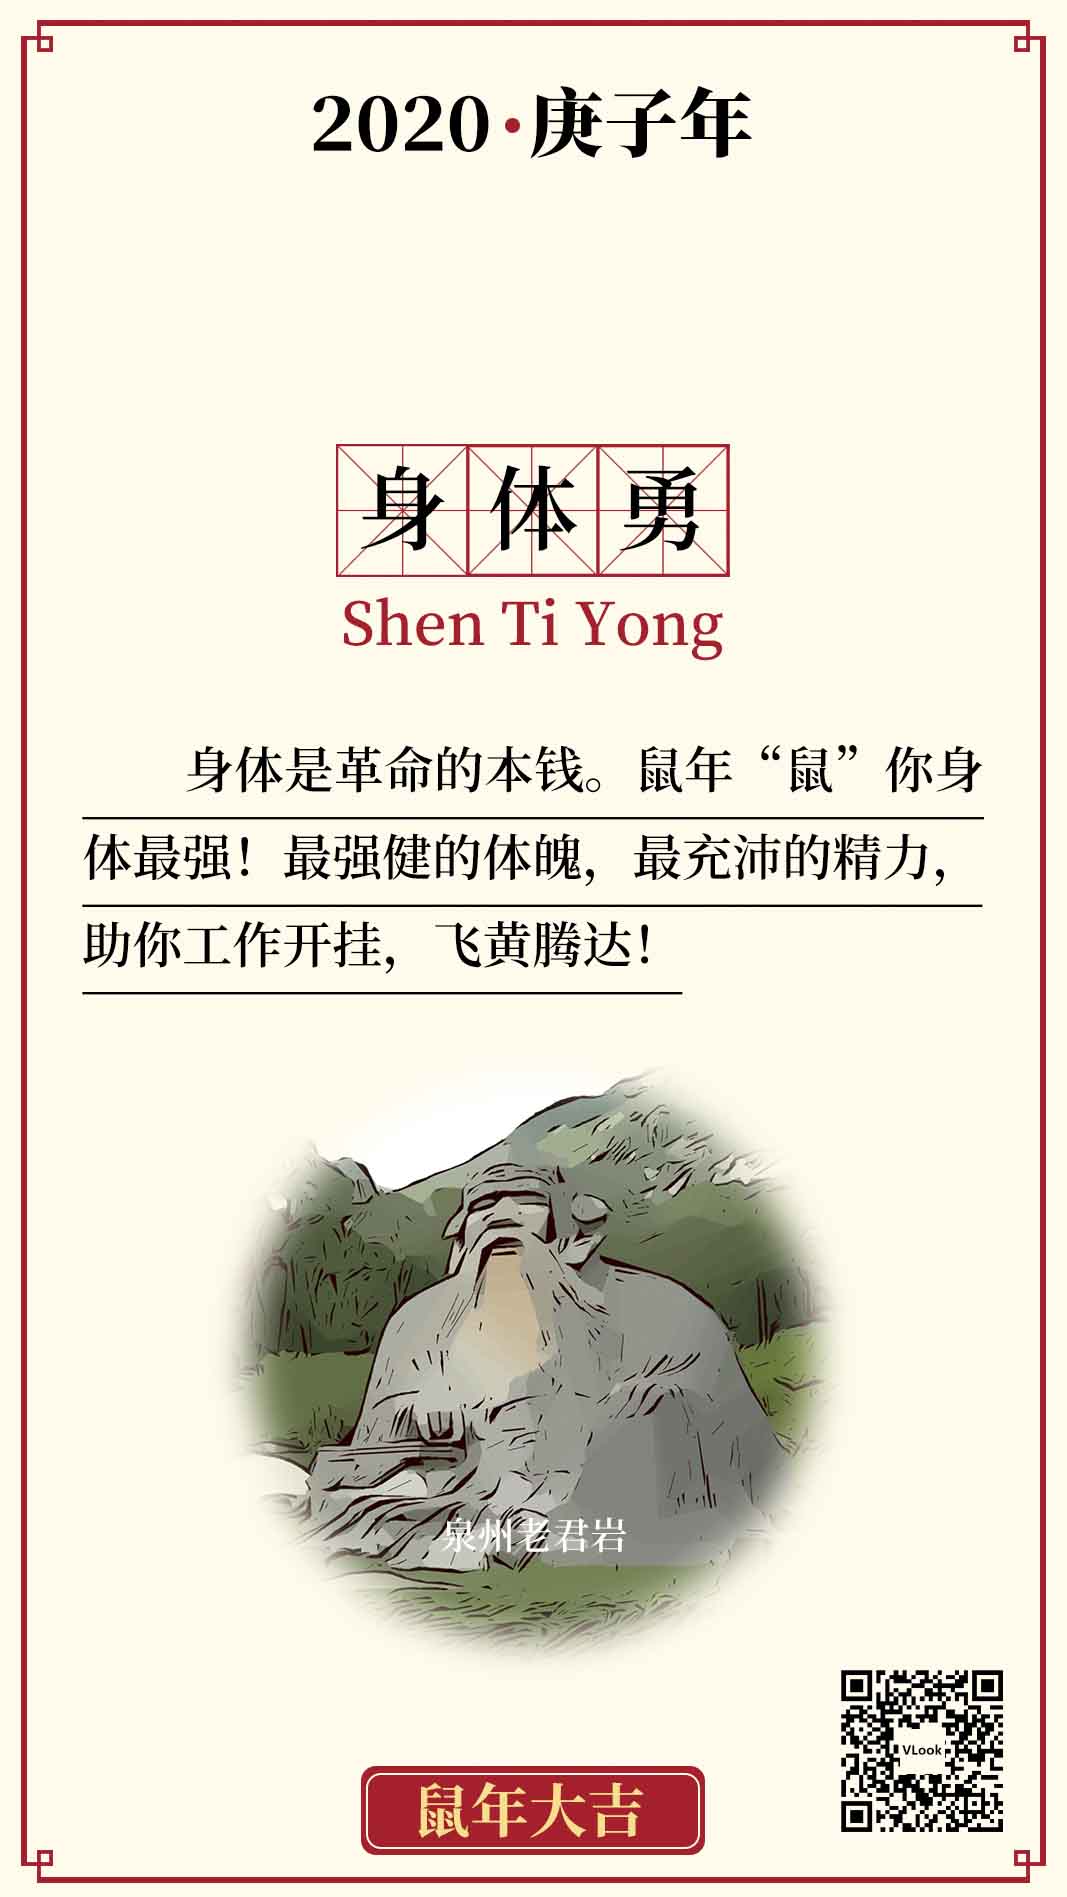 2020·庚子年
身体勇
Shen Ti Yong
身体是革命的本钱。鼠年“鼠”你身
体最强！最强健的体魄，最充沛的精力，
助你工作开挂，飞黄腾达！
泉州老君岩
VLook
鼠年大吉